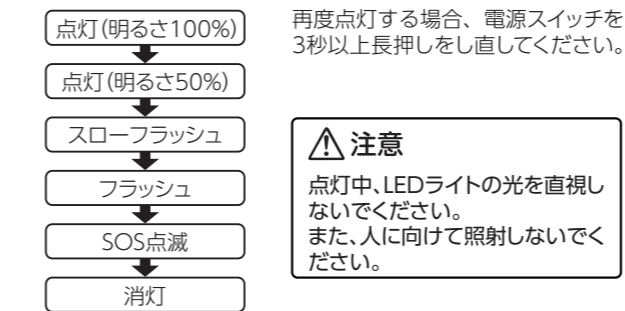 点灯(明るさ100%)
点灯(明るさ50%)
スローフラッシュ
フラッシュ
SOS点滅
消灯
再度点灯する場合、電源スイッチを
3秒以上長押しをし直してください。
注意
点灯中、LEDライトの光を直視し
ないでください。
また、人に向けて照射しないでく
ださい。